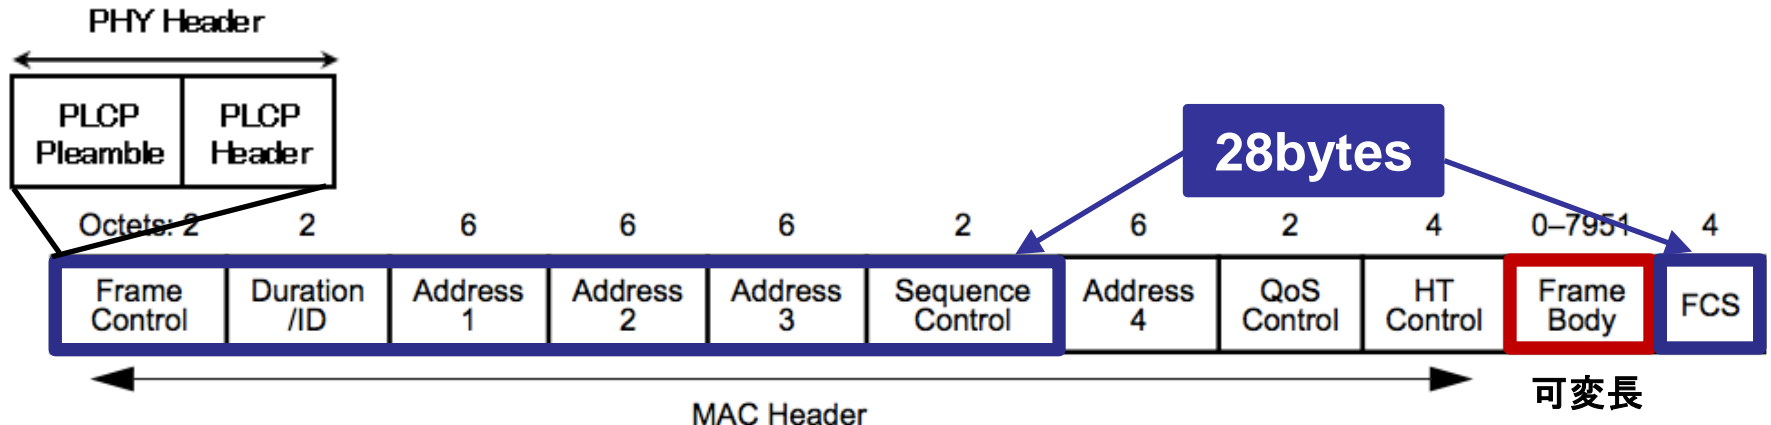 PHY Header
PLCP PLCP
Pleamble Header
28bytes
Octets: 2 2 6 6 6 2 6 2 4 0–7951 4
Frame Duration Address Address Address Sequence Address QoS HT Frame FCS
Control /ID 1 2 3 Control 4 Control Control Body
MAC Header
可変長